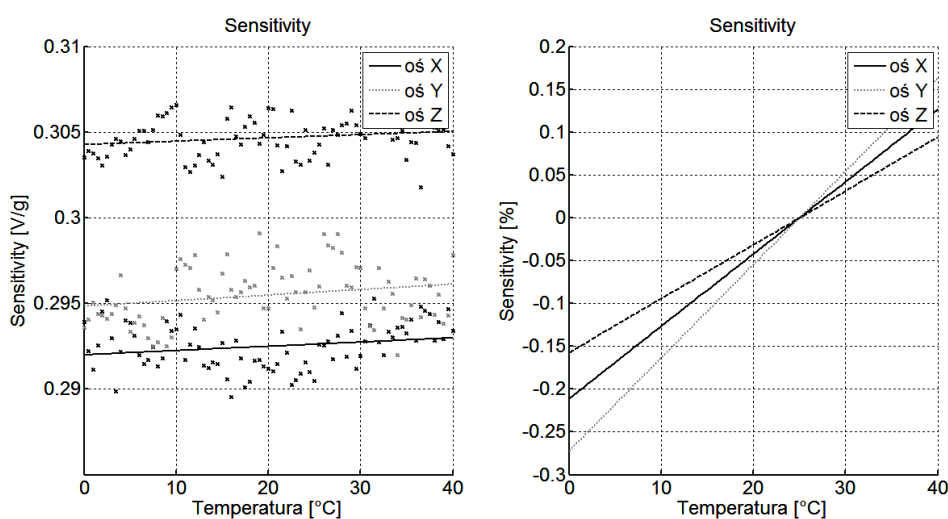 Sensitivity
0.31
0.305
0.3
0.295
0.29
Sensitivity [V/g]
0
10
20
30
40
Temperatura [°C]
oś X
oś Y
oś Z
Sensitivity
0.2
0.15
0.1
0.05
0
-0.05
-0.1
-0.15
-0.2
-0.25
-0.3
Sensitivity [%]
0
10
20
30
40
Temperatura [°C]
oś X
oś Y
oś Z